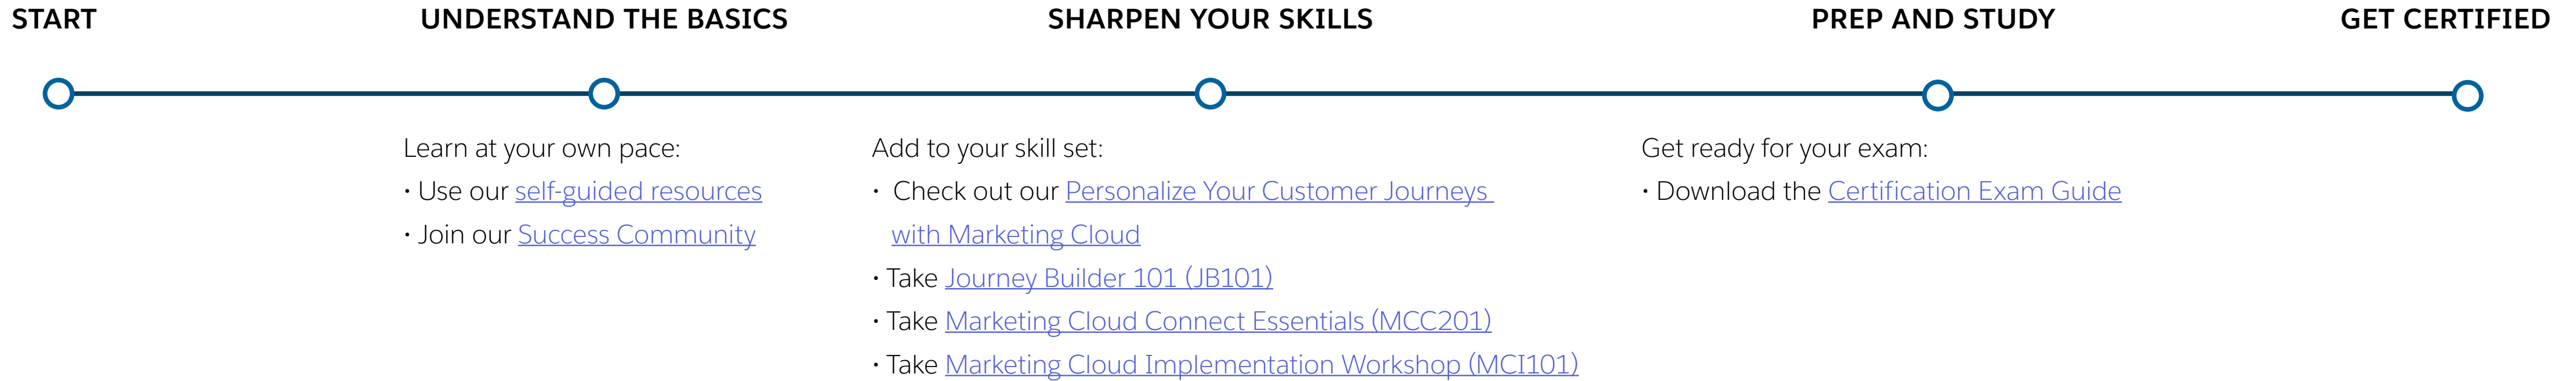 START
UNDERSTAND THE BASICS
SHARPEN YOUR SKILLS
PREP AND STUDY
GET CERTIFIED
Learn at your own pace:
· Use our self-guided resources
· Join our Success Community
Add to your skill set:
· Check out our Personalize Your Customer Journeys
with Marketing Cloud
· Take Journey Builder 101 (JB101)
· Take Marketing Cloud Connect Essentials (MCC201)
· Take Marketing Cloud Implementation Workshop (MCI101)
Get ready for your exam:
· Download the Certification Exam Guide